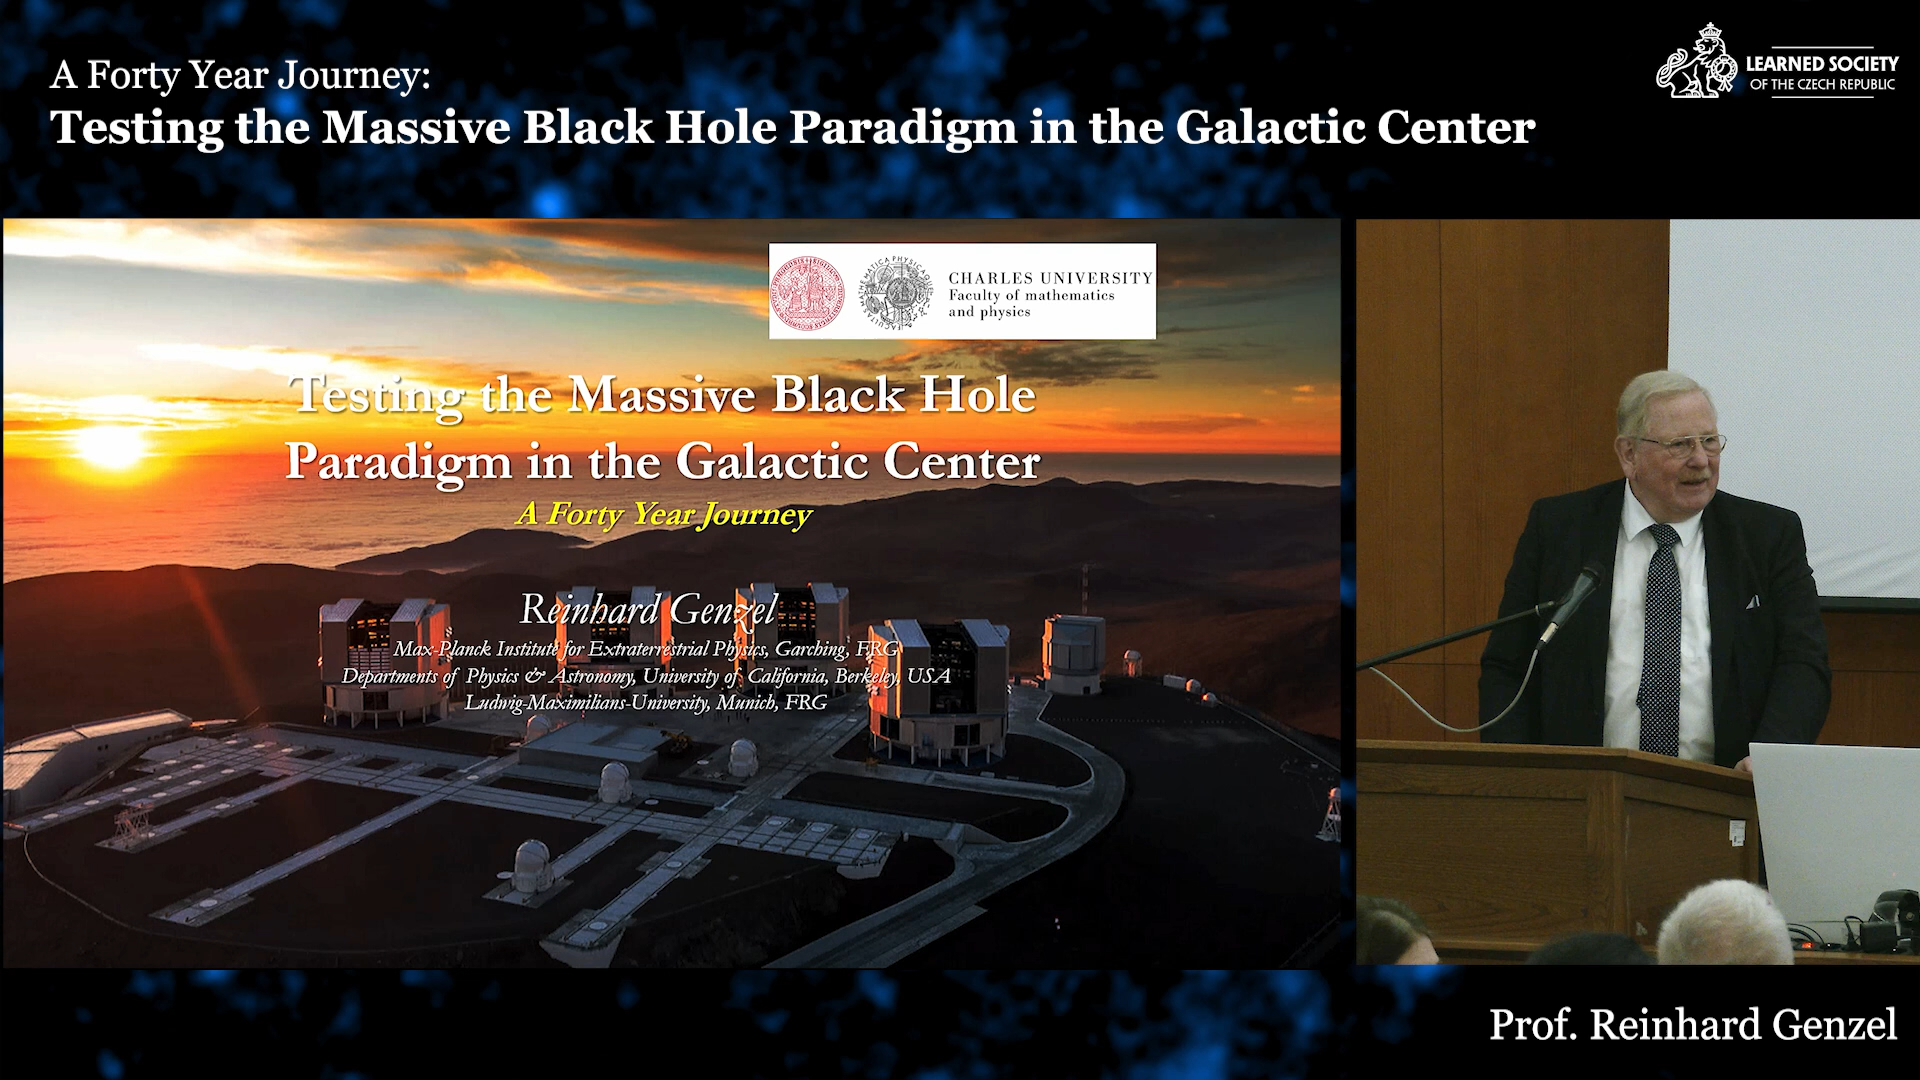 A Forty Year Journey:
Testing the Massive Black Hole Paradigm in the Galactic Center
LEARNED SOCIETY
OF THE CZECH REPUBLIC
CHARLES UNIVERSITY
Faculty of mathematics
and physics
Testing the Massive Black Hole
Paradigm in the Galactic Center
A Forty Year Journey
Reinhard Genzel
Max-Planck Institute for Extraterrestrial Physics, Garching, FRG
Departments of Physics & Astronomy, University of California, Berkeley, USA
Ludwig-Maximilians-University, Munich, FRG
Prof. Reinhard Genzel